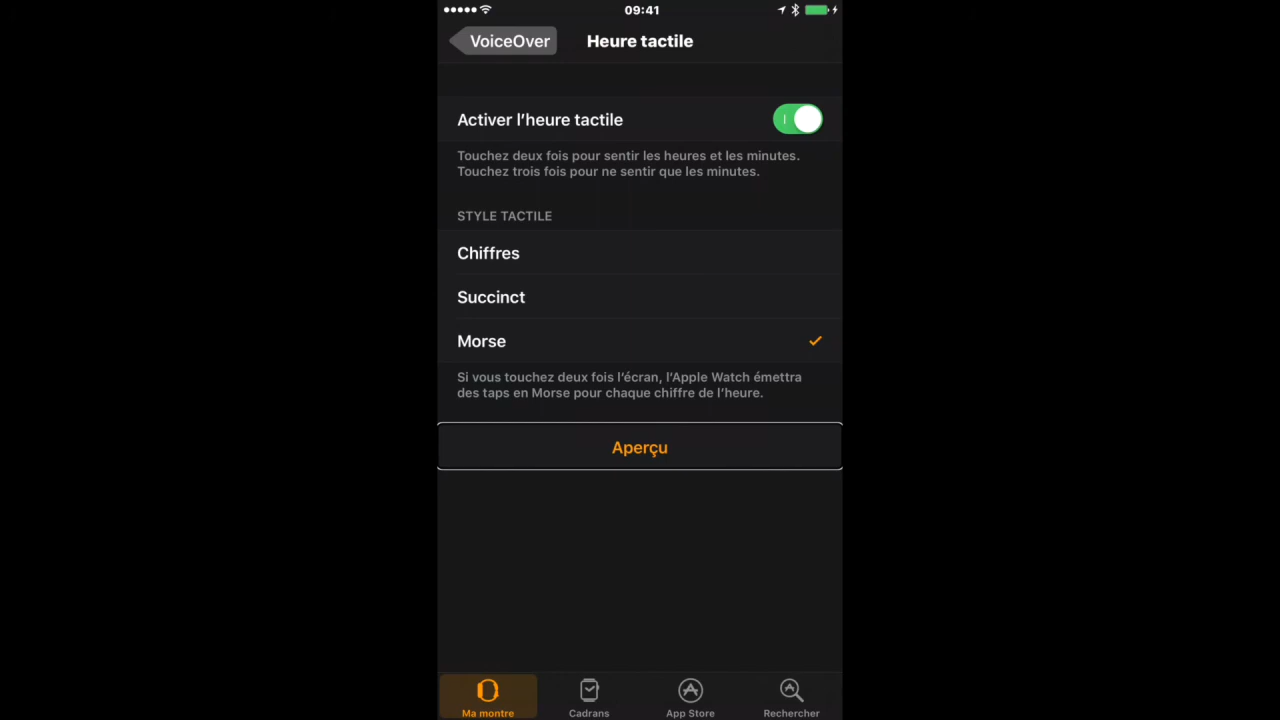 09:41
VoiceOver
Heure tactile
Activer l'heure tactile
Touchez deux fois pour sentir les heures et les minutes.
Touchez trois fois pour ne sentir que les minutes.
STYLE TACTILE
Chiffres
Succinct
Morse
Si vous touchez deux fois l'écran, l'Apple Watch émettra
des taps en Morse pour chaque chiffre de l'heure.
Aperçu
Ma montre
Cadrans
App Store
Rechercher